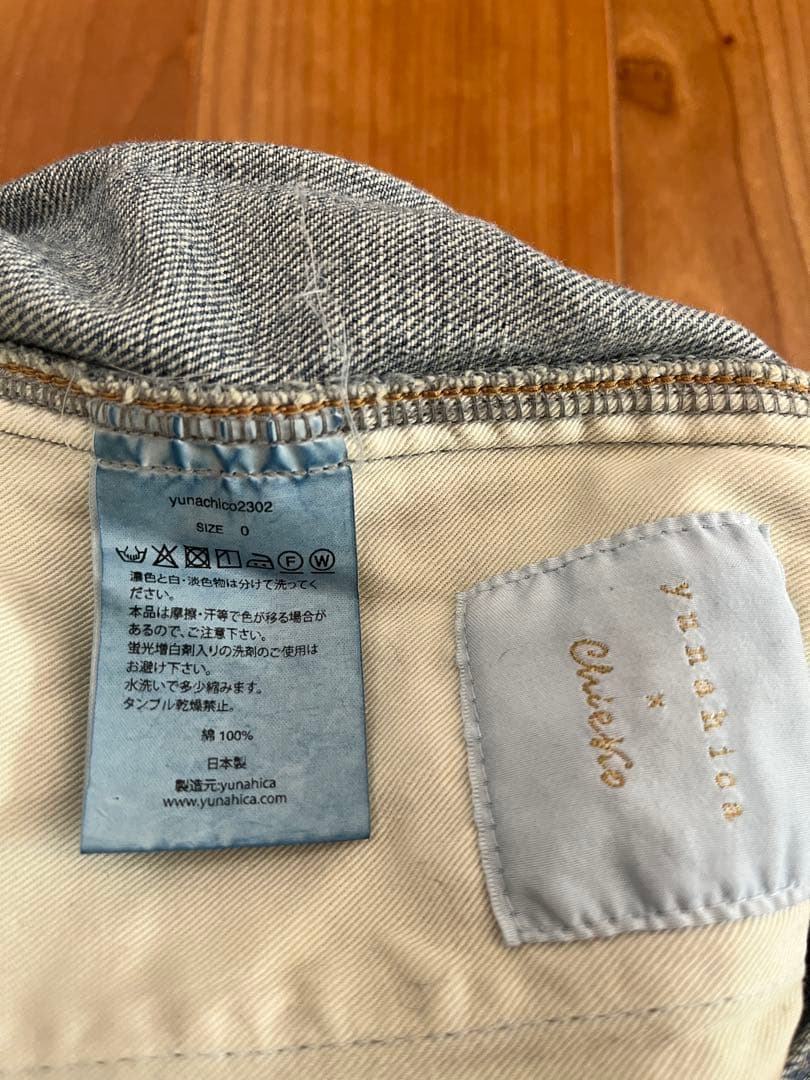 yunachico2302
SIZE 0
F W
濃色と白・淡色物は分けて洗ってく
ださい。
本品は摩擦・汗等で色が移る場合が
あるので、ご注意下さい。
蛍光増白剤入りの洗剤のご使用は
お避け下さい。
水洗いで多少縮みます。
タンブル乾燥禁止。
綿 100%
日本製
製造元:yunahica
www.yunahica.com
yunahica
×
Chieko